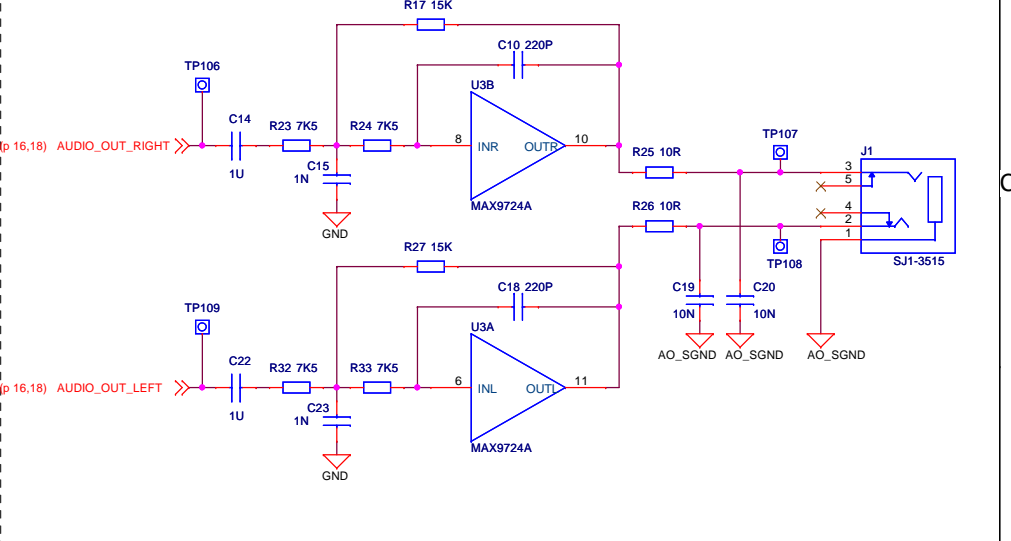 R17 15K
C10 220P
TP106
U3B
C14
R23 7K5
R24 7K5
TP107
(p 16,18) AUDIO_OUT_RIGHT
8
INR
OUTR
10
R25 10R
J1
1U
C15
1N
3
5
MAX9724A
R26 10R
4
2
GND
1
R27 15K
TP108
SJ1-3515
C18 220P
C19
C20
TP109
10N
10N
U3A
AO_SGND
AO_SGND
AO_SGND
C22
R32 7K5
R33 7K5
(p 16,18) AUDIO_OUT_LEFT
6
INL
OUTL
11
1U
C23
1N
MAX9724A
GND